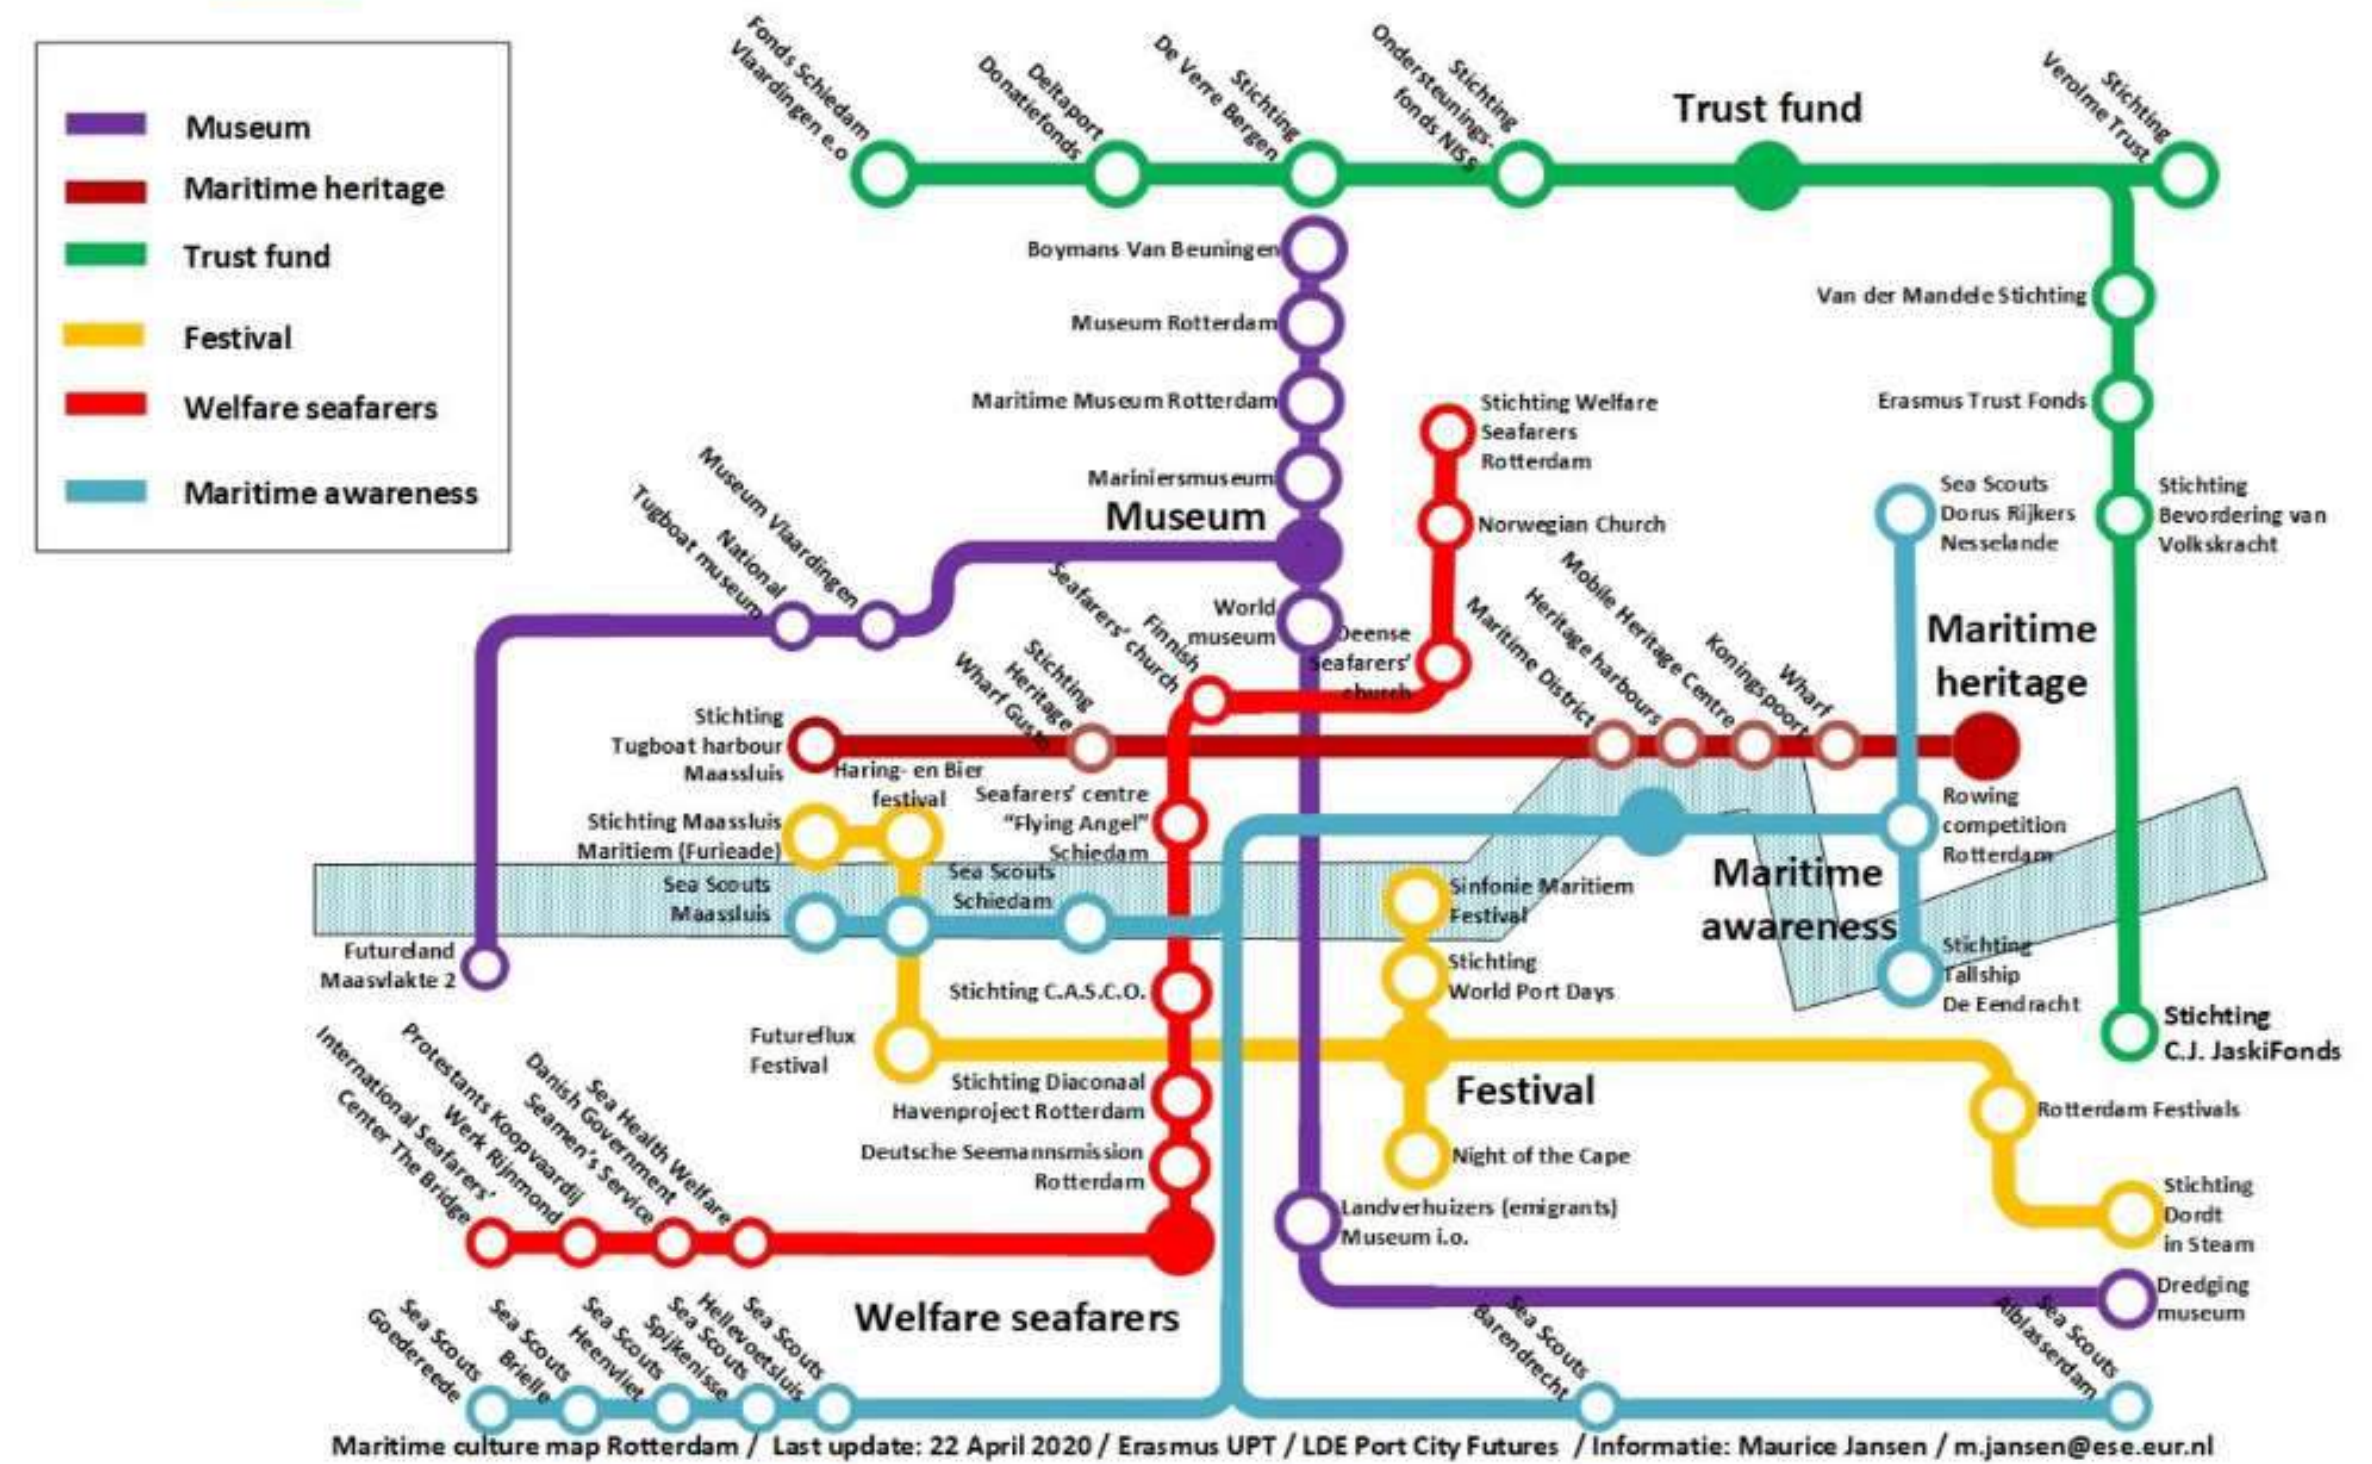 Museum
Maritime heritage
Trust fund
Festival
Welfare seafarers
Maritime awareness
Fonds Schiedam
Vlaardingen e.o
Deltaport
Donatiefonds
Stichting
De Verre Bergen
Stichting
Ondersteunings-
fonds NISS
Trust fund
Stichting
Verolme Trust
Boymans Van Beuningen
Museum Rotterdam
Maritime Museum Rotterdam
Mariniersmuseum
Museum
World
museum
Van der Mandele Stichting
Erasmus Trust Fonds
Stichting
Bevordering van
Volkskracht
Stichting Welfare
Seafarers
Rotterdam
Norwegian Church
Deense
Seafarers'
church
Sea Scouts
Dorus Rijkers
Nesselande
Museum Vlaardingen
National
Tugboat museum
Finnish
Seafarers' church
Stichting
Heritage
Wharf Gusto
Maritime District
Heritage harbours
Mobile Heritage Centre
Koningspoort
Wharf
Maritime
heritage
Stichting
Tugboat harbour
Maassluis
Haring- en Bier
festival
Seafarers' centre
"Flying Angel"
Schiedam
Stichting Maassluis
Maritiem (Furieade)
Sea Scouts
Maassluis
Sea Scouts
Schiedam
Rowing
competition
Rotterdam
Maritime
awareness
Sinfonie Maritiem
Festival
Stichting
World Port Days
Stichting
Tallship
De Eendracht
Futureland
Maasvlakte 2
Stichting C.A.S.C.O.
Stichting
C.J. JaskiFonds
Futureflux
Festival
Festival
Stichting Diaconaal
Havenproject Rotterdam
Rotterdam Festivals
Deutsche Seemannsmission
Rotterdam
Night of the Cape
International Seafarers'
Center The Bridge
Protestants Koopvaardij
Werk Rijnmond
Danish Government
Seamen's Service
Sea Health Welfare
Landverhuizers (emigrants)
Museum i.o.
Stichting
Dordt
in Steam
Dredging
museum
Welfare seafarers
Sea Scouts
Goedereede
Sea Scouts
Brielle
Sea Scouts
Heenvliet
Sea Scouts
Spijkenisse
Sea Scouts
Hellevoetsluis
Sea Scouts
Barendrecht
Sea Scouts
Alblasserdam
Maritime culture map Rotterdam / Last update: 22 April 2020 / Erasmus UPT / LDE Port City Futures / Informatie: Maurice Jansen / m.jansen@ese.eur.nl